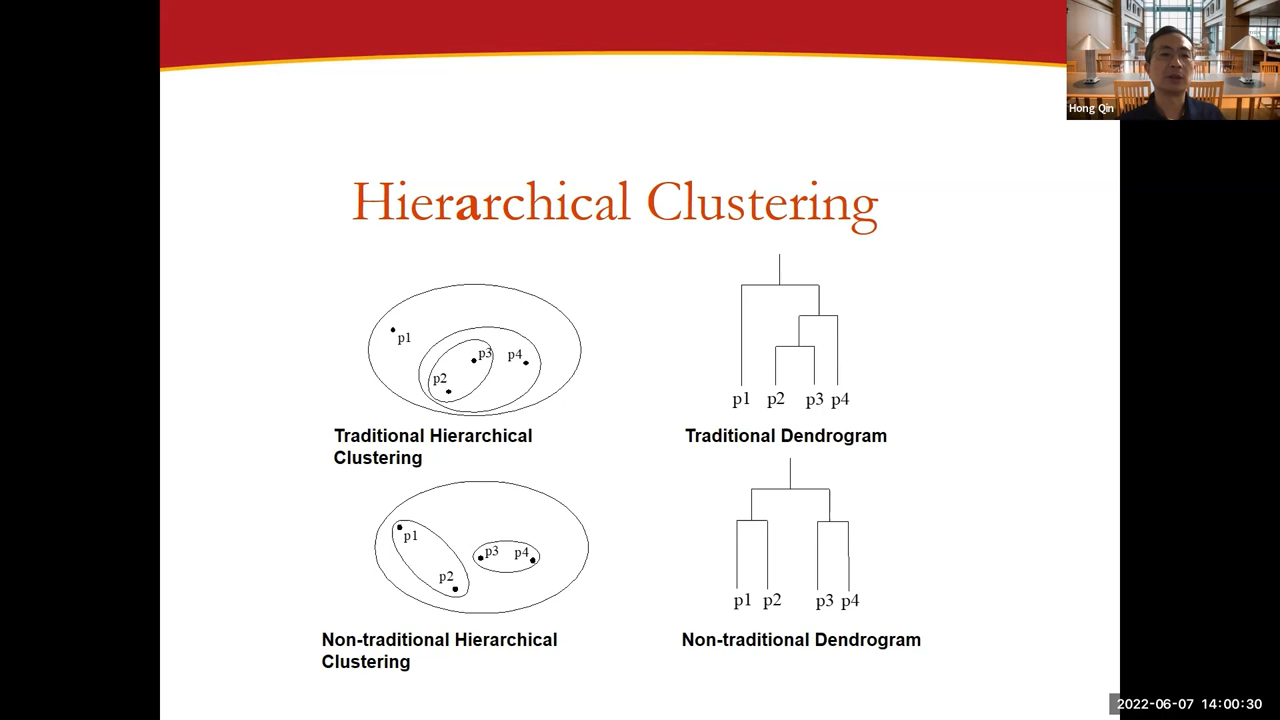 Hong Qin
Hierarchical Clustering
p1
p3
p4
p2
p1 p2 p3 p4
Traditional Hierarchical
Clustering
Traditional Dendrogram
p1
p3
p4
p2
p1 p2 p3 p4
Non-traditional Hierarchical
Clustering
Non-traditional Dendrogram
2022-06-07 14:00:30